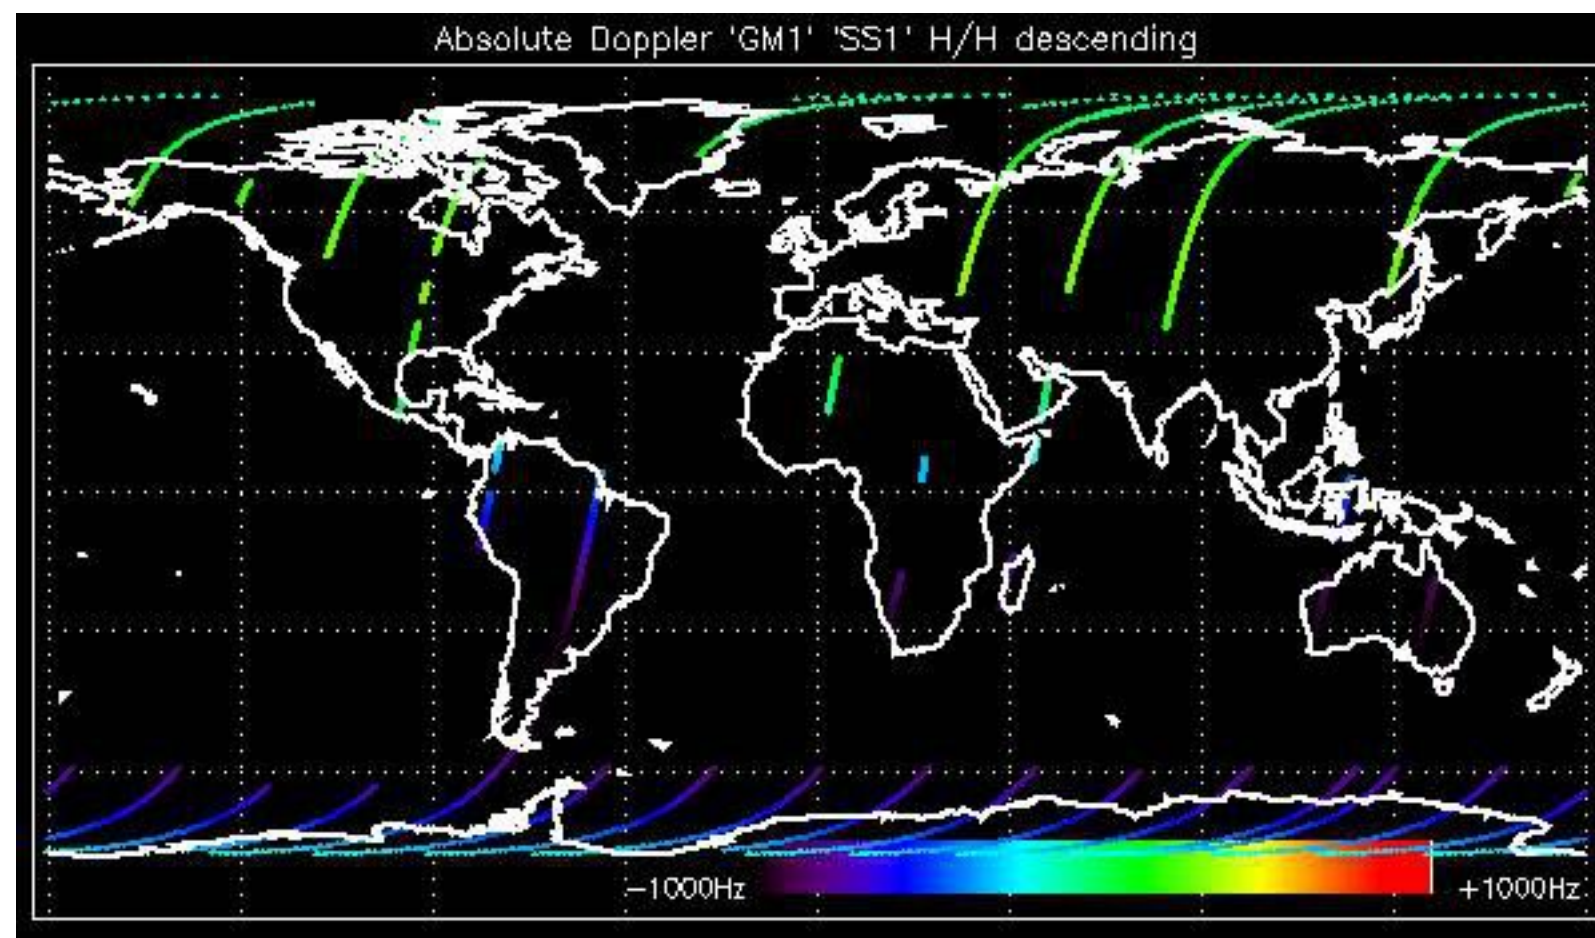 Absolute Doppler 'GM1' 'SS1' H/H descending
−1000Hz
+1000Hz